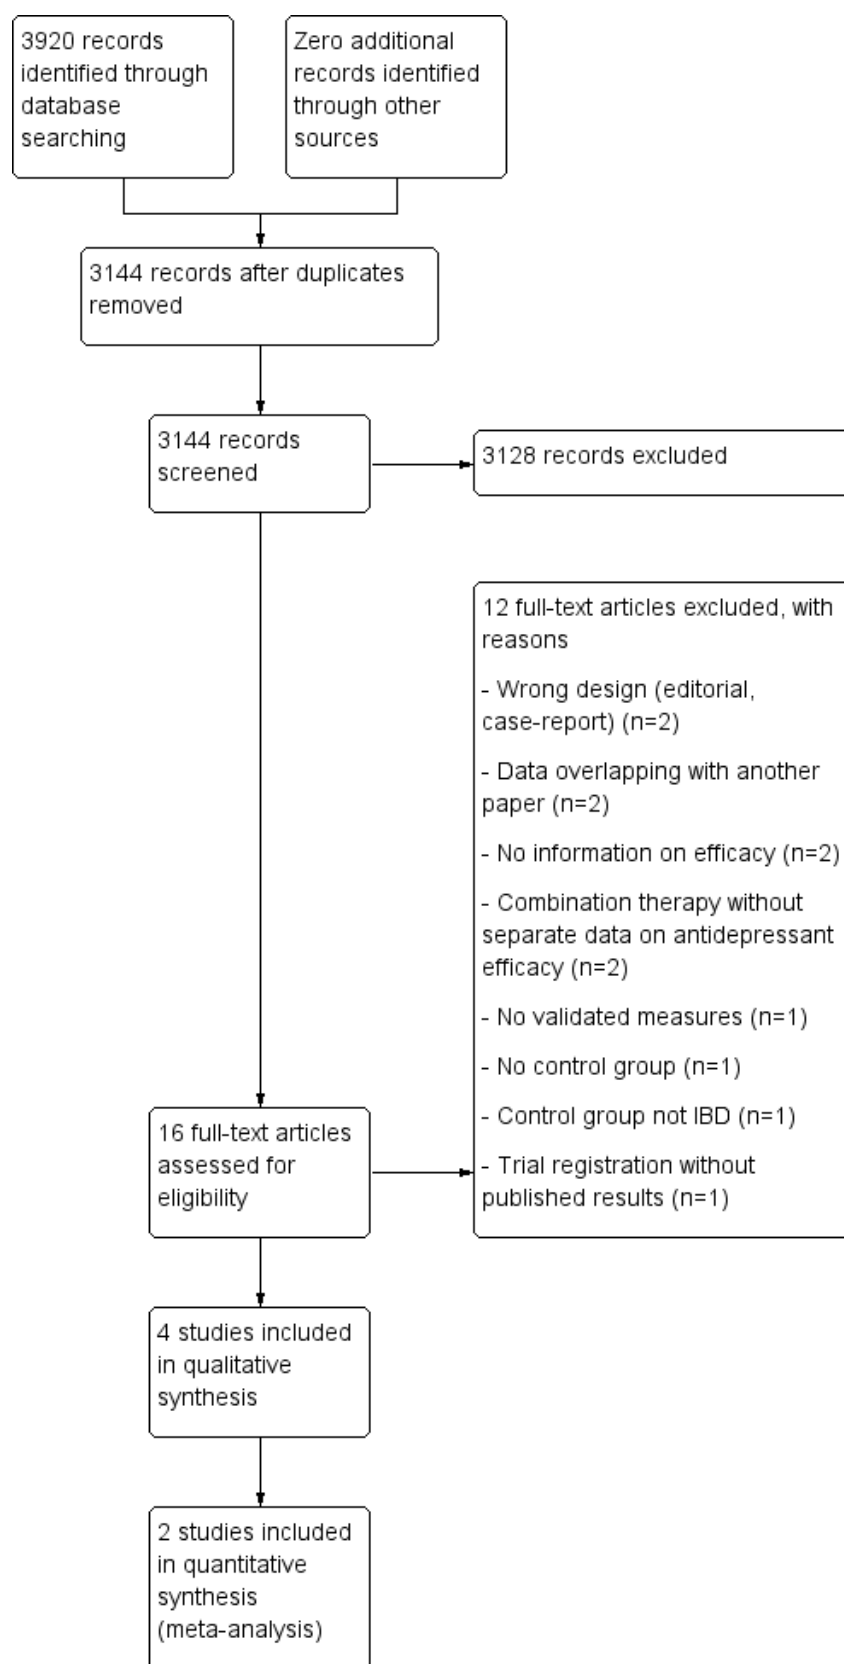 3920 records
identified through
database
searching
Zero additional
records identified
through other
sources
3144 records after duplicates
removed
3144 records
screened
3128 records excluded
12 full-text articles excluded, with
reasons
- Wrong design (editorial,
case-report) (n=2)
- Data overlapping with another
paper (n=2)
- No information on efficacy (n=2)
- Combination therapy without
separate data on antidepressant
efficacy (n=2)
- No validated measures (n=1)
- No control group (n=1)
- Control group not IBD (n=1)
- Trial registration without
published results (n=1)
16 full-text articles
assessed for
eligibility
4 studies included
in qualitative
synthesis
2 studies included
in quantitative
synthesis
(meta-analysis)